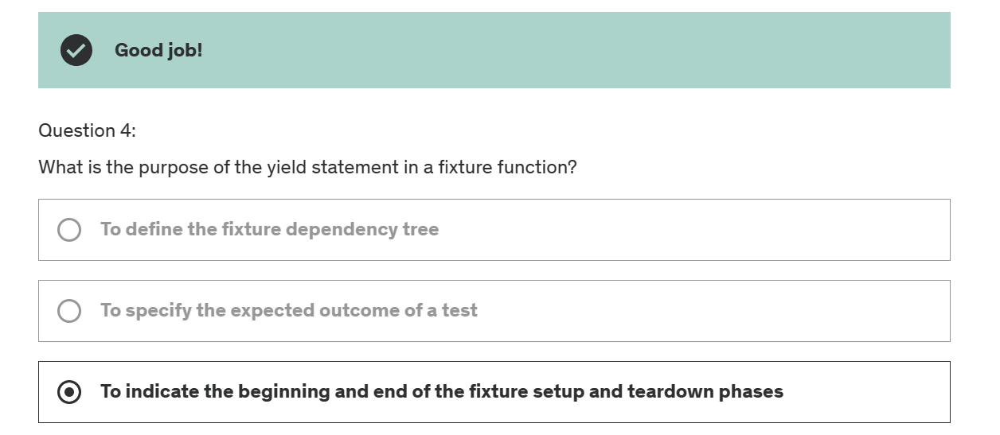 Good job!
Question 4:
What is the purpose of the yield statement in a fixture function?
To define the fixture dependency tree
To specify the expected outcome of a test
To indicate the beginning and end of the fixture setup and teardown phases